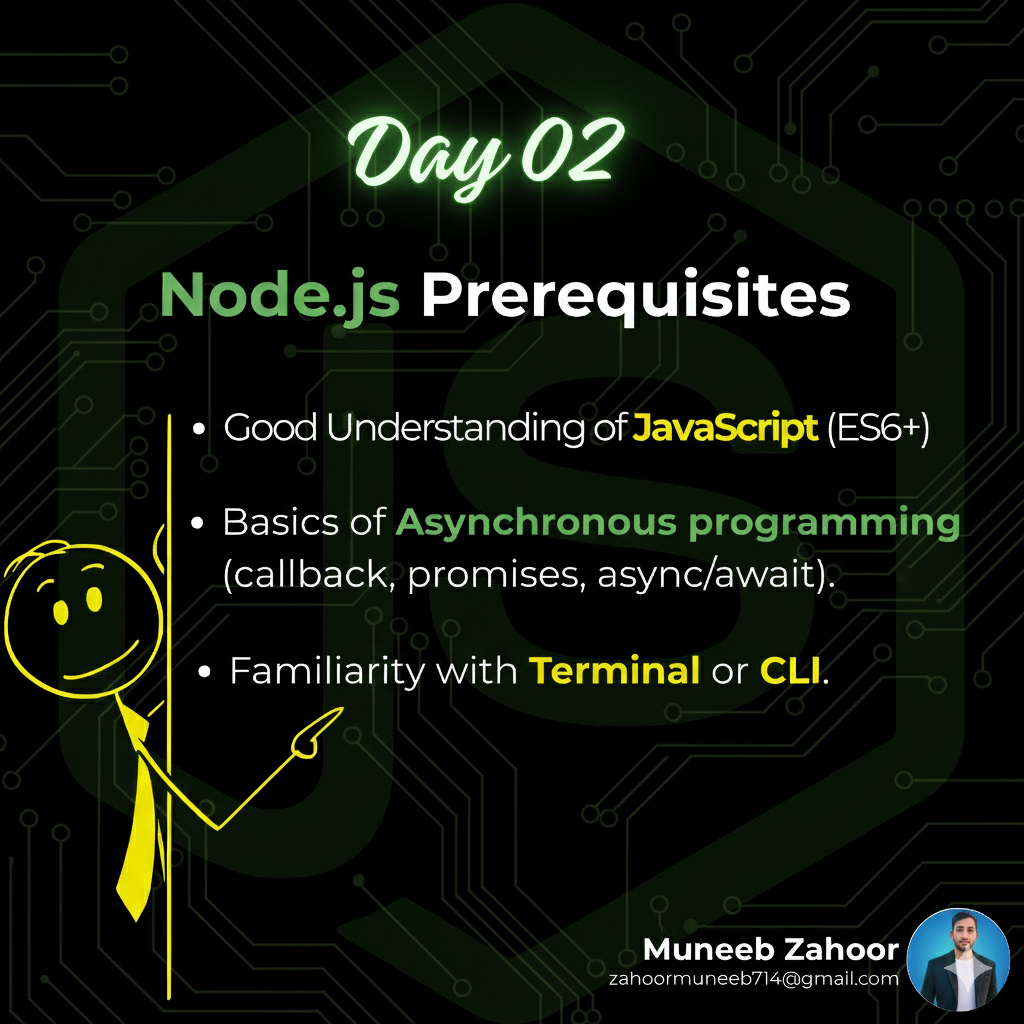 Day 02
Node.js Prerequisites
• Good Understanding of JavaScript (ES6+)
• Basics of Asynchronous programming
(callback, promises, async/await).
• Familiarity with Terminal or CLI.
Muneeb Zahoor
zahoormuneeb714@gmail.com
JS